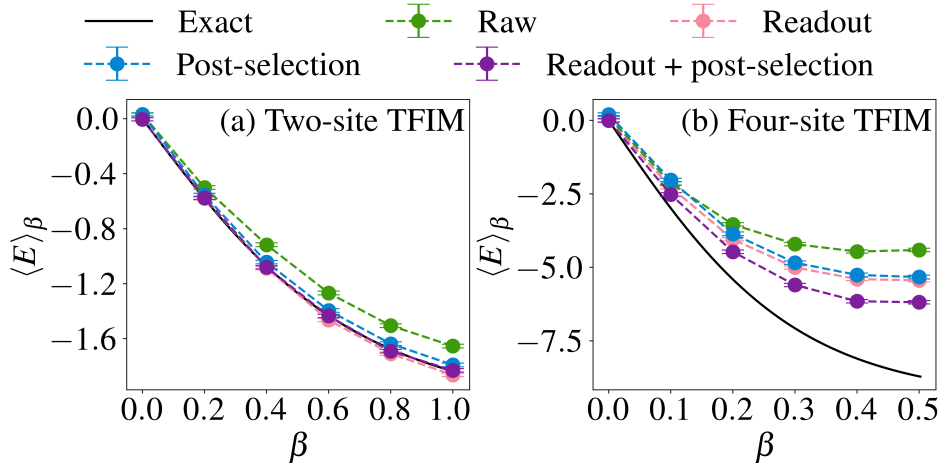 Exact Raw Readout
Post-selection Readout + post-selection
(a) Two-site TFIM
⟨E⟩β
0.0
−0.4
−0.8
−1.2
−1.6
0.0 0.2 0.4 0.6 0.8 1.0
β
(b) Four-site TFIM
⟨E⟩β
0.0
−2.5
−5.0
−7.5
0.0 0.1 0.2 0.3 0.4 0.5
β